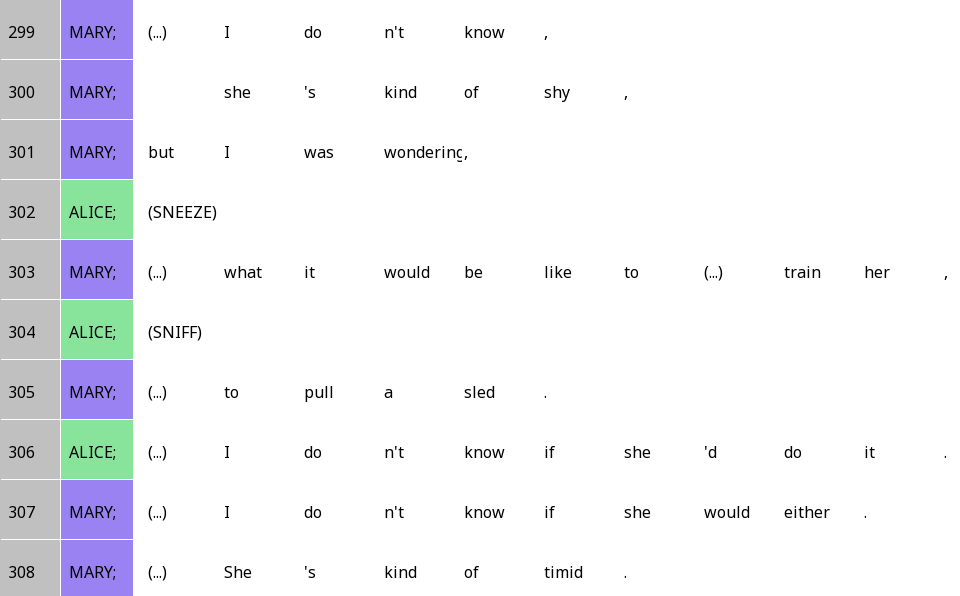 299 MARY; (...) I do n't know ,
300 MARY; she 's kind of shy ,
301 MARY; but I was wondering,
302 ALICE; (SNEEZE)
303 MARY; (...) what it would be like to (...) train her ,
304 ALICE; (SNIFF)
305 MARY; (...) to pull a sled .
306 ALICE; (...) I do n't know if she 'd do it .
307 MARY; (...) I do n't know if she would either .
308 MARY; (...) She 's kind of timid .